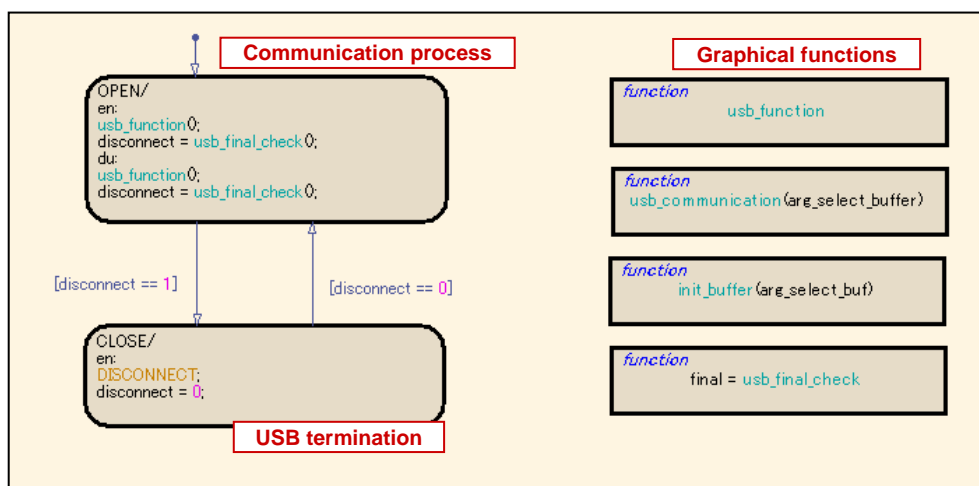 Communication process
OPEN/
en:
usb_function();
disconnect = usb_final_check();
du:
usb_function();
disconnect = usb_final_check();
[disconnect == 1]
[disconnect == 0]
CLOSE/
en:
DISCONNECT;
disconnect = 0;
USB termination
Graphical functions
function
usb_function
function
usb_communication(arg_select_buffer)
function
init_buffer(arg_select_buf)
function
final = usb_final_check